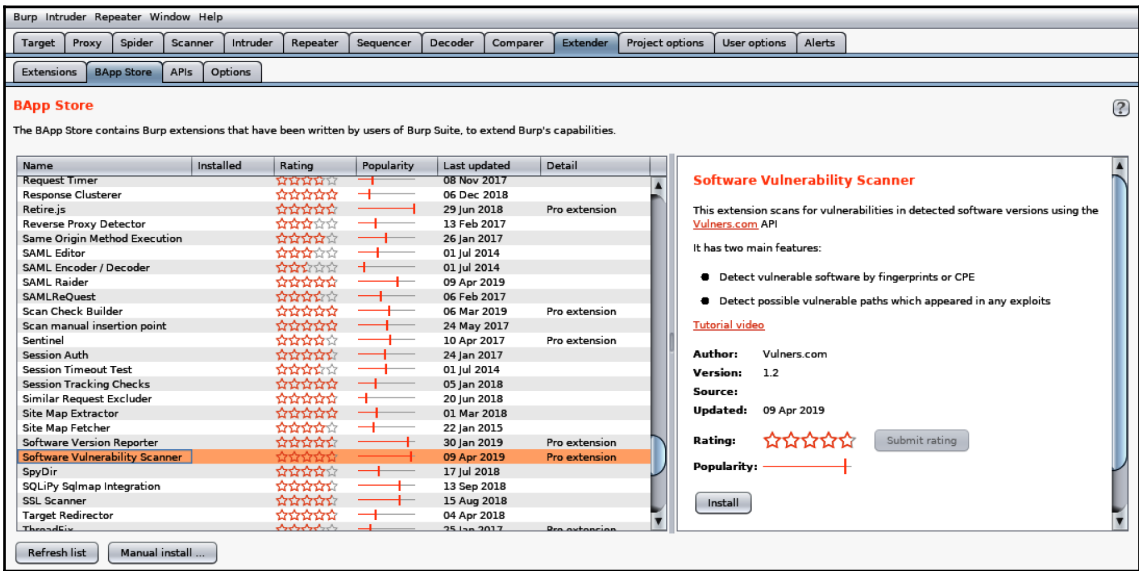 Burp Intruder Repeater Window Help
Target Proxy Spider Scanner Intruder Repeater Sequencer Decoder Comparer Extender Project options User options Alerts
Extensions BApp Store APIs Options
BApp Store
?
The BApp Store contains Burp extensions that have been written by users of Burp Suite, to extend Burp's capabilities.
Name Installed Rating Popularity Last updated Detail
Request Timer 08 Nov 2017
Response Clusterer 06 Dec 2018
Retire.js 29 Jun 2018 Pro extension
Reverse Proxy Detector 13 Feb 2017
Same Origin Method Execution 26 Jan 2017
SAML Editor 01 Jul 2014
SAML Encoder / Decoder 01 Jul 2014
SAML Raider 09 Apr 2019
SAMLReQuest 06 Feb 2017
Scan Check Builder 06 Mar 2019 Pro extension
Scan manual insertion point 24 May 2017
Sentinel 10 Apr 2017 Pro extension
Session Auth 24 Jan 2017
Session Timeout Test 01 Jul 2014
Session Tracking Checks 05 Jan 2018
Similar Request Excluder 20 Jun 2018
Site Map Extractor 01 Mar 2018
Site Map Fetcher 22 Jan 2015
Software Version Reporter 30 Jan 2019 Pro extension
Software Vulnerability Scanner 09 Apr 2019 Pro extension
SpyDir 17 Jul 2018
SQLiPy Sqlmap Integration 13 Sep 2018
SSL Scanner 15 Aug 2018
Target Redirector 04 Apr 2018
ThreadFix 25 Jan 2017 Pro extension
Software Vulnerability Scanner
This extension scans for vulnerabilities in detected software versions using the
Vulners.com API
It has two main features:
Detect vulnerable software by fingerprints or CPE
Detect possible vulnerable paths which appeared in any exploits
Tutorial video
Author: Vulners.com
Version: 1.2
Source:
Updated: 09 Apr 2019
Rating: Submit rating
Popularity:
Install
Refresh list Manual install ...